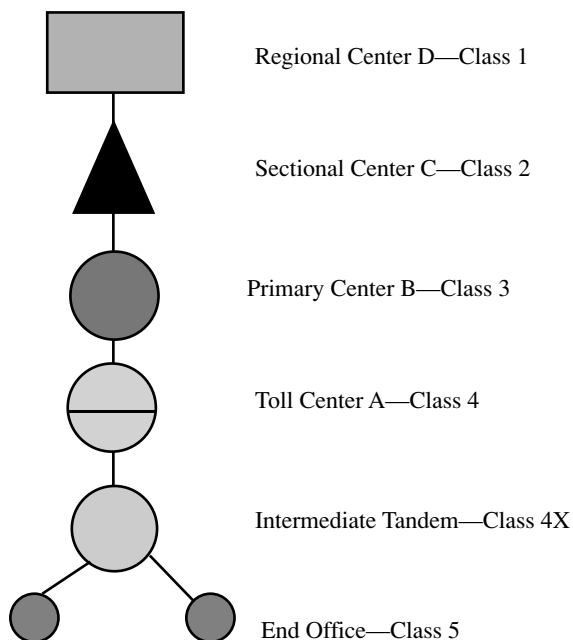 Regional Center D—Class 1
Sectional Center C—Class 2
Primary Center B—Class 3
Toll Center A—Class 4
Intermediate Tandem—Class 4X
End Office—Class 5